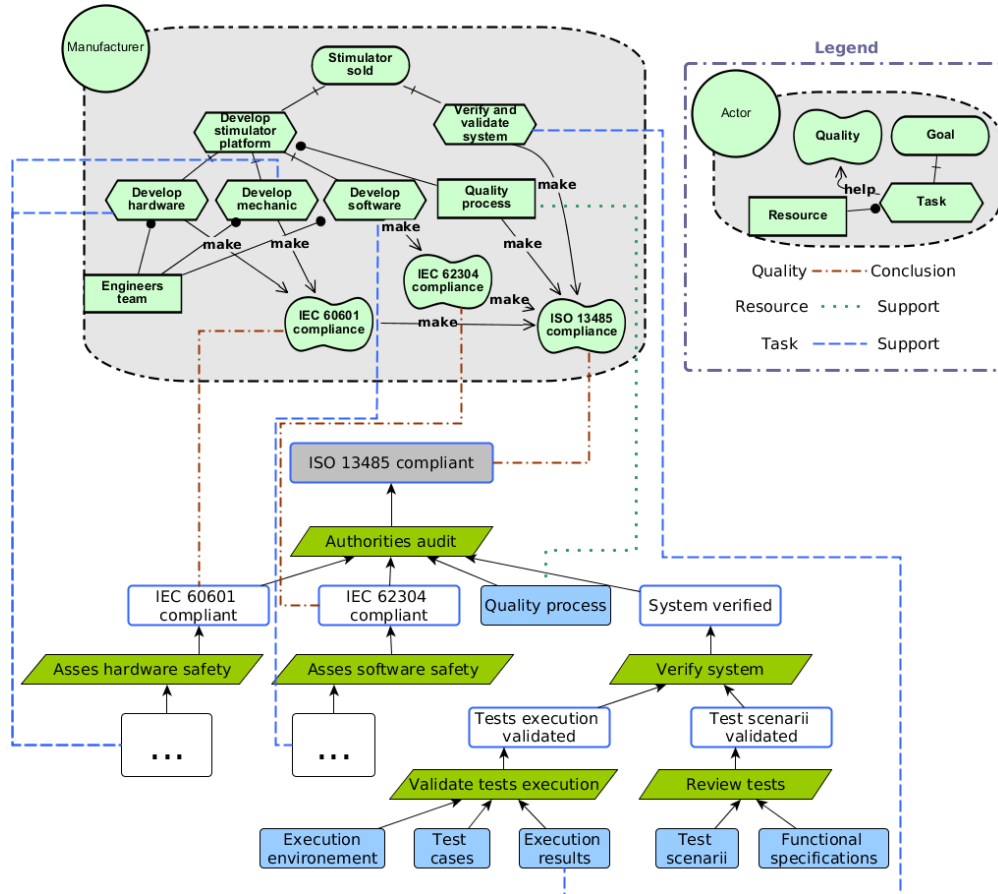 Manufacturer
Stimulator
sold
Develop
stimulator
platform
Verify and
validate
system
Develop
hardware
Develop
mechanic
Develop
software
Quality
process
make
make
make
make
make
Engineers
team
IEC 60601
compliance
IEC 62304
compliance
make
make
ISO 13485
compliance
Legend
Actor
Quality
Goal
help
Resource
Task
Quality
Conclusion
Resource
Support
Task
Support
ISO 13485 compliant
Authorities audit
IEC 60601
compliant
IEC 62304
compliant
Quality process
System verified
Asses hardware safety
Asses software safety
Verify system
...
...
Tests execution
validated
Test scenarii
validated
Validate tests execution
Review tests
Execution
environement
Test
cases
Execution
results
Test
scenarii
Functional
specifications